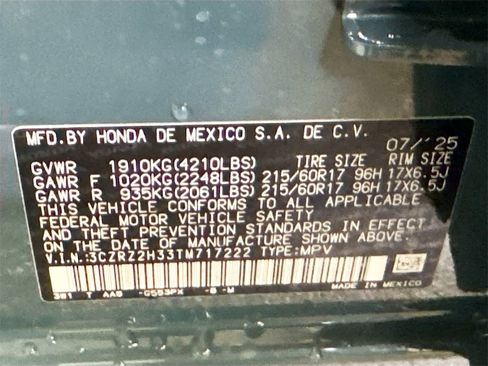 MFD.BY HONDA DE MEXICO S.A. DE C.V.
07/'25
GVWR 1910KG(4210LBS) TIRE SIZE RIM SIZE
GAWR F 1020KG(2248LBS) 215/60R17 96H 17X6.5J
GAWR R 935KG(2061LBS) 215/60R17 96H 17X6.5J
THIS VEHICLE CONFORMS TO ALL APPLICABLE
FEDERAL MOTOR VEHICLE SAFETY
AND THEFT PREVENTION STANDARDS IN EFFECT
ON THE DATE OF MANUFACTURE SHOWN ABOVE.
V.I.N.:3CZRZ2H33TM717222 TYPE:MPV
3W1 T AA6 -G553PX -B -M
MADE IN MEXICO